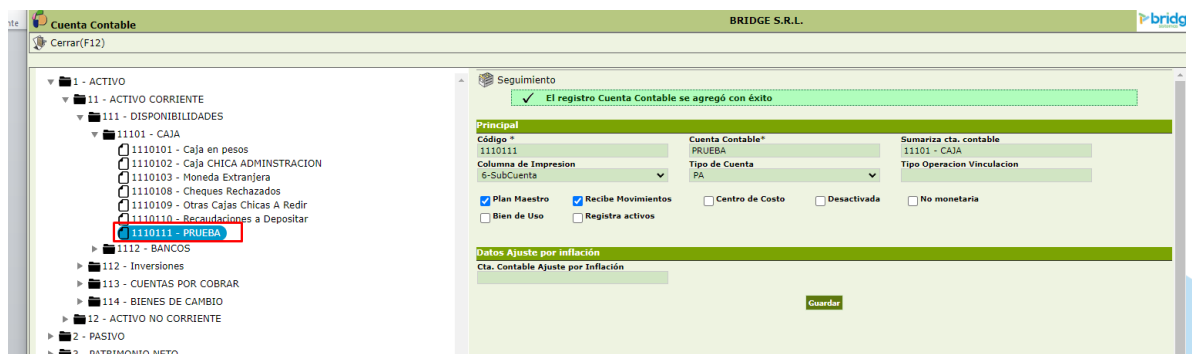 nte
Cuenta Contable
BRIDGE S.R.L.
bridg
Cerrar(F12)
1 - ACTIVO
11 - ACTIVO CORRIENTE
111 - DISPONIBILIDADES
11101 - CAJA
1110101 - Caja en pesos
1110102 - Caja CHICA ADMINSTRACION
1110103 - Moneda Extranjera
1110108 - Cheques Rechazados
1110109 - Otras Cajas Chicas A Redir
1110110 - Recaudaciones a Depositar
1110111 - PRUEBA
1112 - BANCOS
112 - Inversiones
113 - CUENTAS POR COBRAR
114 - BIENES DE CAMBIO
12 - ACTIVO NO CORRIENTE
2 - PASIVO
3 - PATRIMONIO NETO
Seguimiento
El registro Cuenta Contable se agregó con éxito
Principal
Código * Cuenta Contable* Sumariza cta. contable
1110111 PRUEBA 11101 - CAJA
Columna de Impresion Tipo de Cuenta Tipo Operacion Vinculacion
6-SubCuenta PA
Plan Maestro Recibe Movimientos Centro de Costo Desactivada No monetaria
Bien de Uso Registra activos
Datos Ajuste por inflación
Cta. Contable Ajuste por Inflación
Guardar